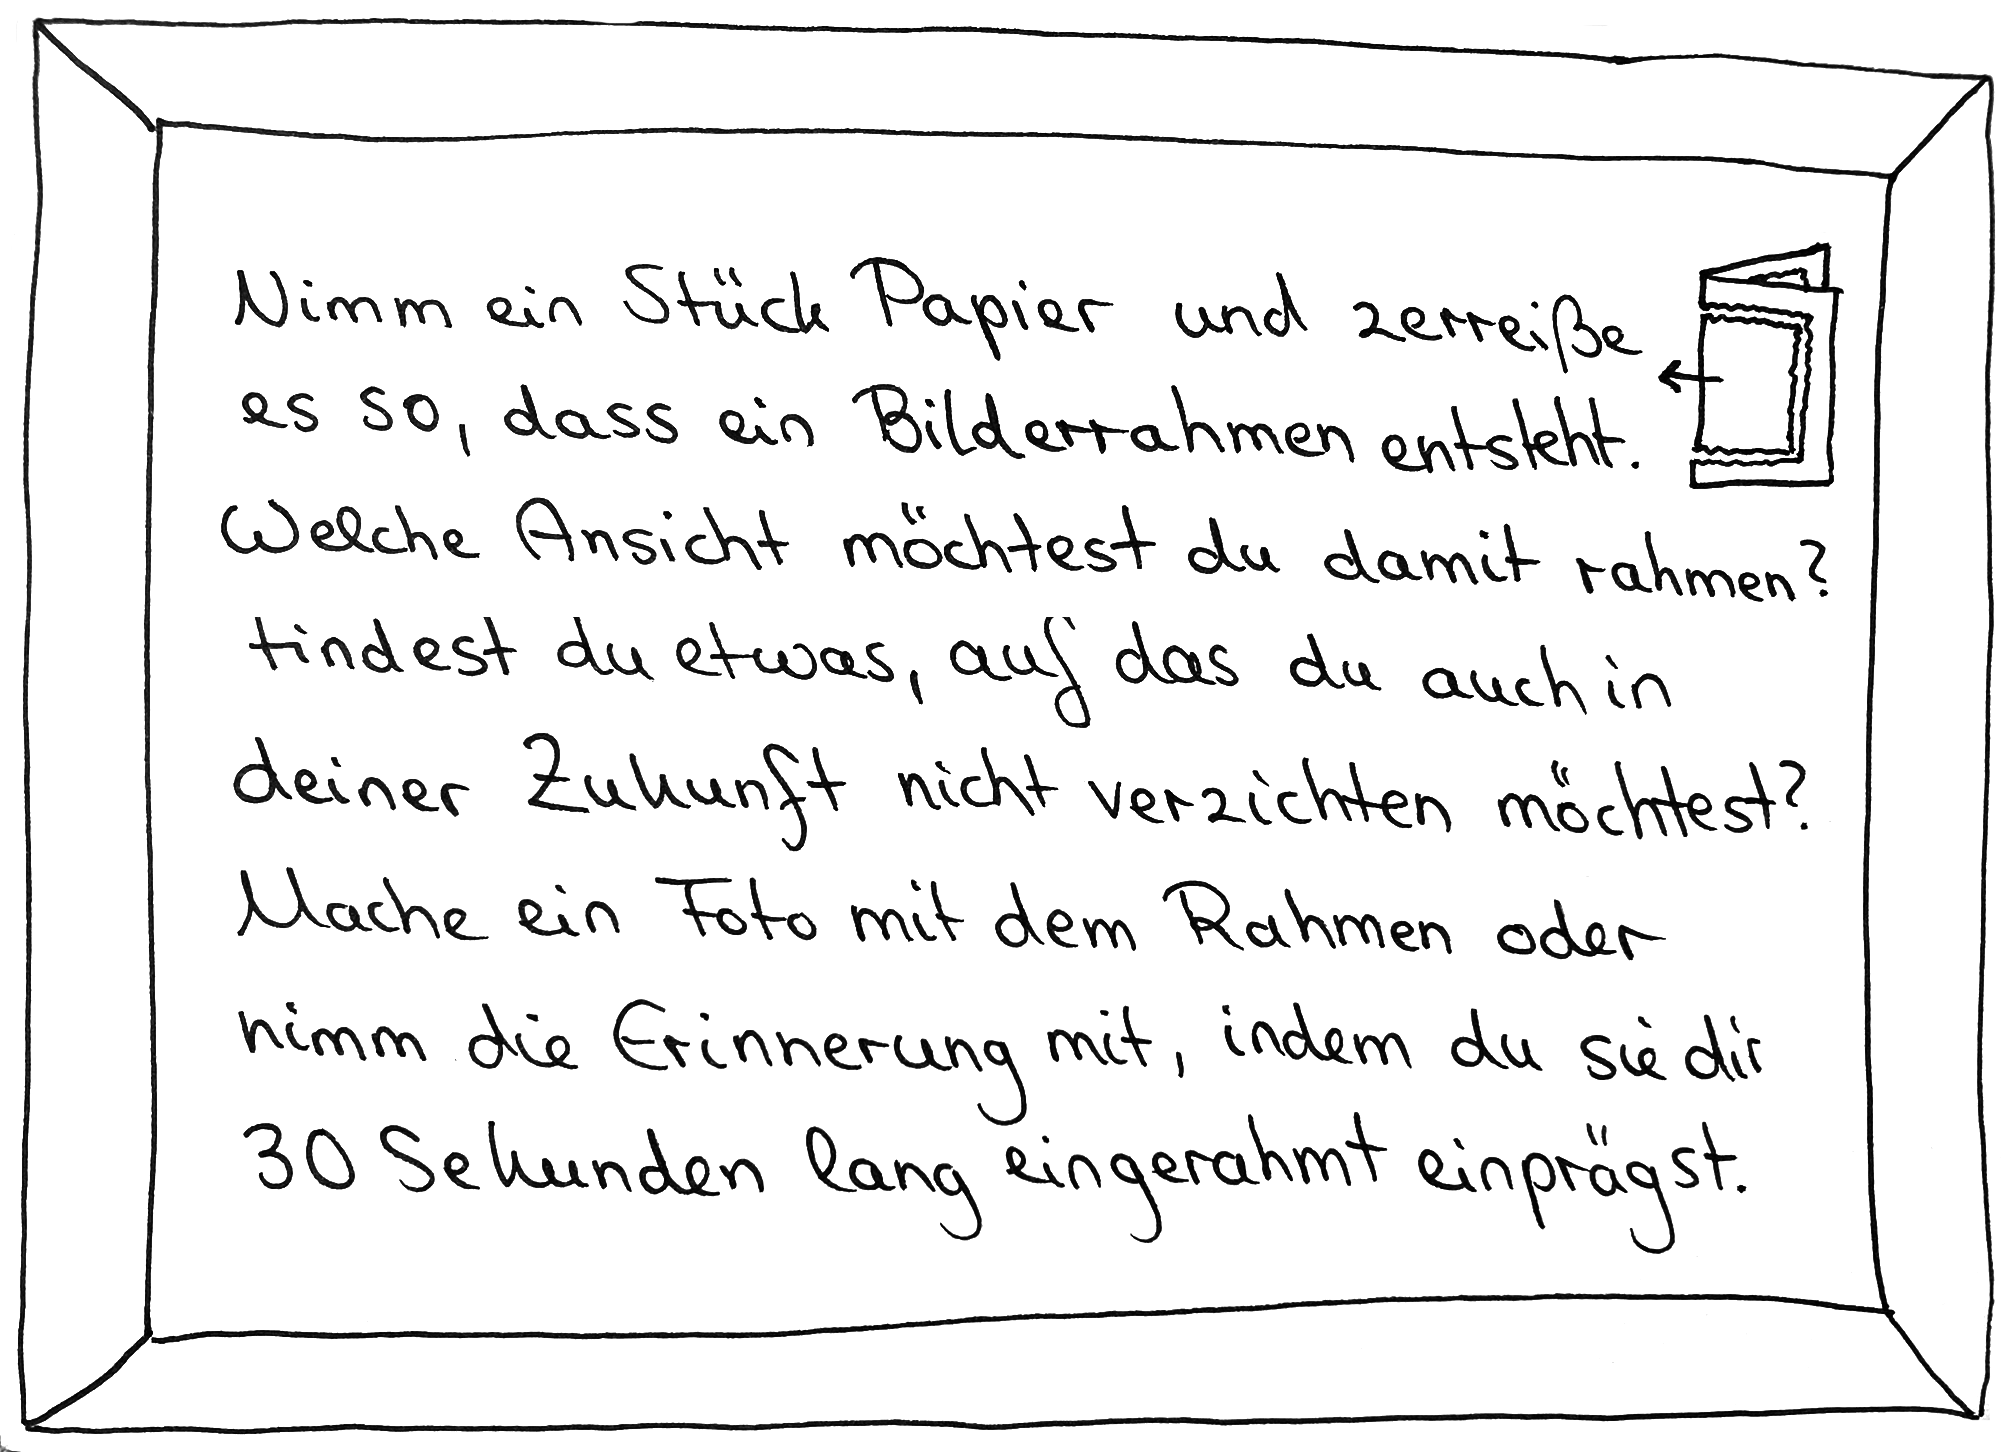 Nimm ein Stück Papier und zerreiße
es so, dass ein Bilderrahmen entsteht.
Welche Ansicht möchtest du damit rahmen?
Findest du etwas, auf das du auch in
deiner Zukunft nicht verzichten möchtest?
Mache ein Foto mit dem Rahmen oder
nimm die Erinnerung mit, indem du sie dir
30 Sekunden lang eingerahmt einprägst.